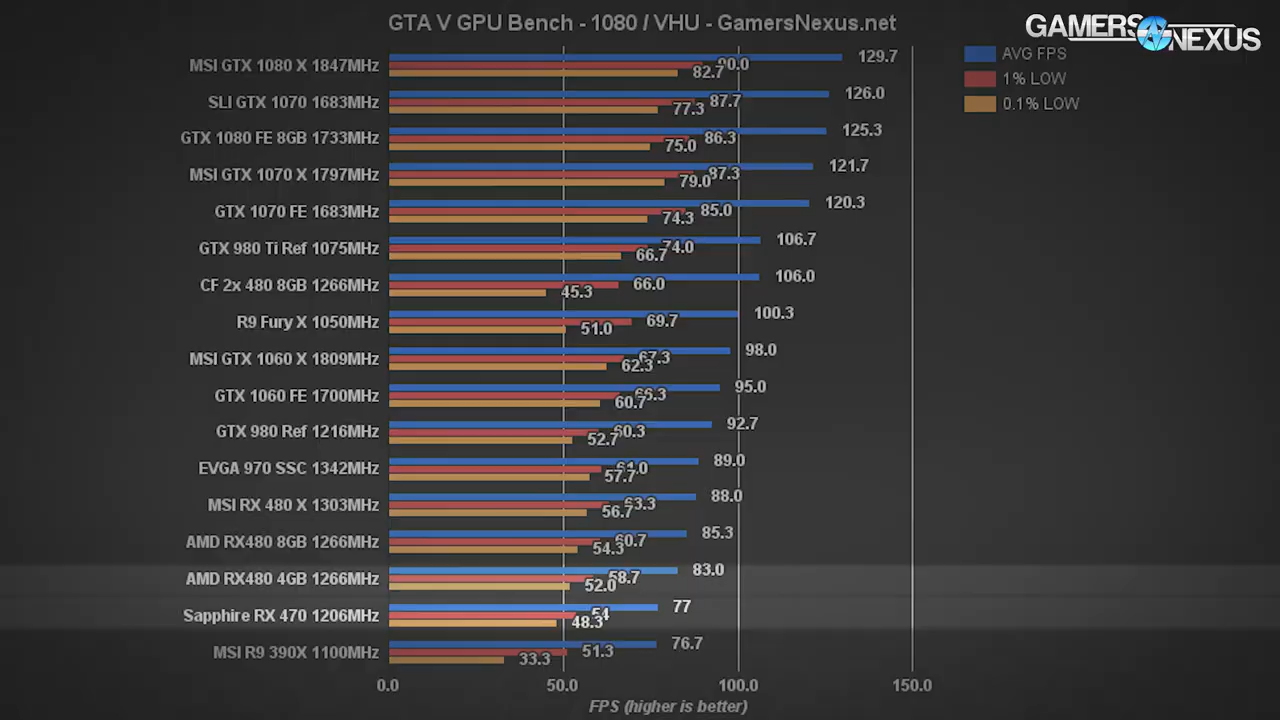 GTA V GPU Bench - 1080 / VHU - GamersNexus.net
GAMERS NEXUS
AVG FPS
1% LOW
0.1% LOW
MSI GTX 1080 X 1847MHz 129.7 90.0 82.7
SLI GTX 1070 1683MHz 126.0 87.7 77.3
GTX 1080 FE 8GB 1733MHz 125.3 86.3 75.0
MSI GTX 1070 X 1797MHz 121.7 87.3 79.0
GTX 1070 FE 1683MHz 120.3 85.0 74.3
GTX 980 Ti Ref 1075MHz 106.7 74.0 66.7
CF 2x 480 8GB 1266MHz 106.0 66.0 45.3
R9 Fury X 1050MHz 100.3 69.7 51.0
MSI GTX 1060 X 1809MHz 98.0 67.3 62.3
GTX 1060 FE 1700MHz 95.0 66.3 60.7
GTX 980 Ref 1216MHz 92.7 60.3 52.7
EVGA 970 SSC 1342MHz 89.0 61.0 57.7
MSI RX 480 X 1303MHz 88.0 63.3 56.7
AMD RX480 8GB 1266MHz 85.3 60.7 54.3
AMD RX480 4GB 1266MHz 83.0 58.7 52.0
Sapphire RX 470 1206MHz 77 54 48.3
MSI R9 390X 1100MHz 76.7 51.3 33.3
0.0 50.0 100.0 150.0
FPS (higher is better)